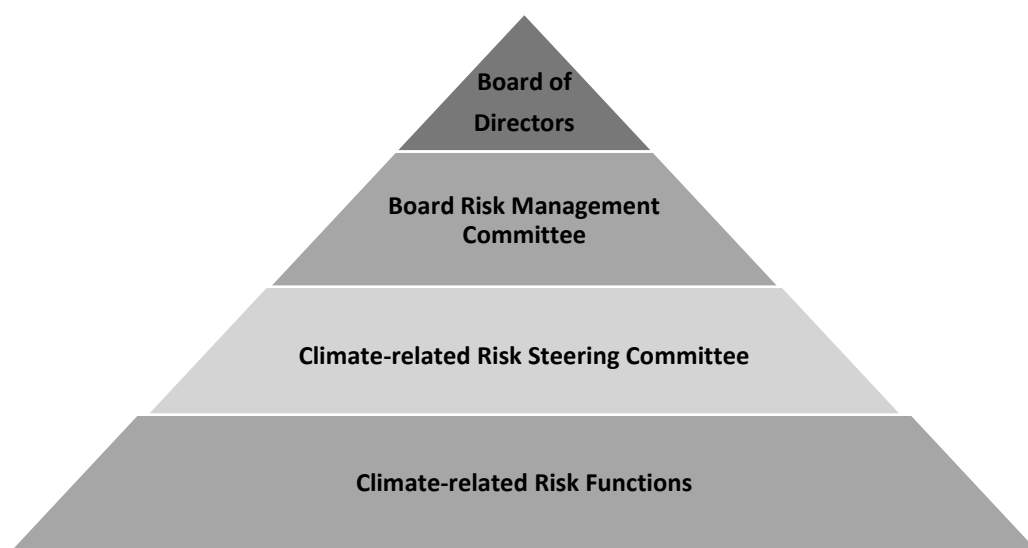 Board of
Directors
Board Risk Management
Committee
Climate-related Risk Steering Committee
Climate-related Risk Functions